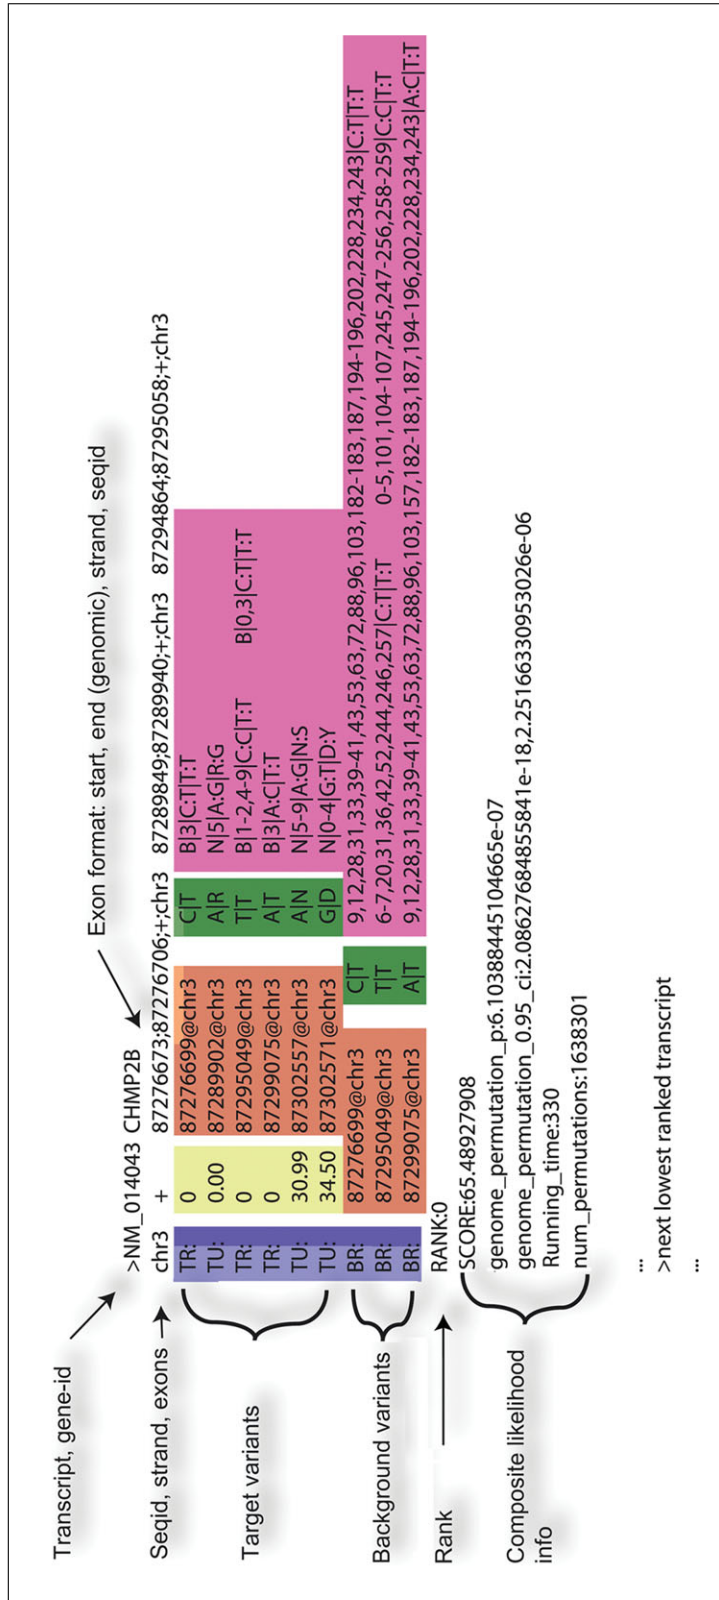 Exon format: start, end (genomic), strand, seqid
Transcript, gene-id
>NM_014043 CHMP2B
Seqid, strand, exons
chr3 + 87276673;87276706;+;chr3 87289849;87289940;+;chr3 87294864;87295058;+;chr3
Target variants
TR: 0 87276699@chr3 C|T B|3|C:T|T:T
TU: 0.00 87289902@chr3 A|R N|5|A:G|R:G
TR: 0 87295049@chr3 T|T B|1-2,4-9|C:C|T:T B|0,3|C:T|T:T
TR: 0 87299075@chr3 A|T B|3|A:C|T:T
TU: 30.99 87302557@chr3 A|N N|5-9|A:G|N:S
TU: 34.50 87302571@chr3 G|D N|0-4|G:T|D:Y
Background variants
BR: 87276699@chr3 C|T 9,12,28,31,33,39-41,43,53,63,72,88,96,103,182-183,187,194-196,202,228,234,243|C:T|T:T
BR: 87295049@chr3 T|T 6-7,20,31,36,42,52,244,246,257|C:T|T:T 0-5,101,104-107,245,247-256,258-259|C:C|T:T
BR: 87299075@chr3 A|T 9,12,28,31,33,39-41,43,53,63,72,88,96,103,157,182-183,187,194-196,202,228,234,243|A:C|T:T
Rank
RANK:0
Composite likelihood
info
SCORE:65.48927908
genome_permutation_p:6.10388445104665e-07
genome_permutation_0.95_ci:2.08627684855841e-18,2.25166330953026e-06
Running_time:330
num_permutations:1638301
...
>next lowest ranked transcript
...